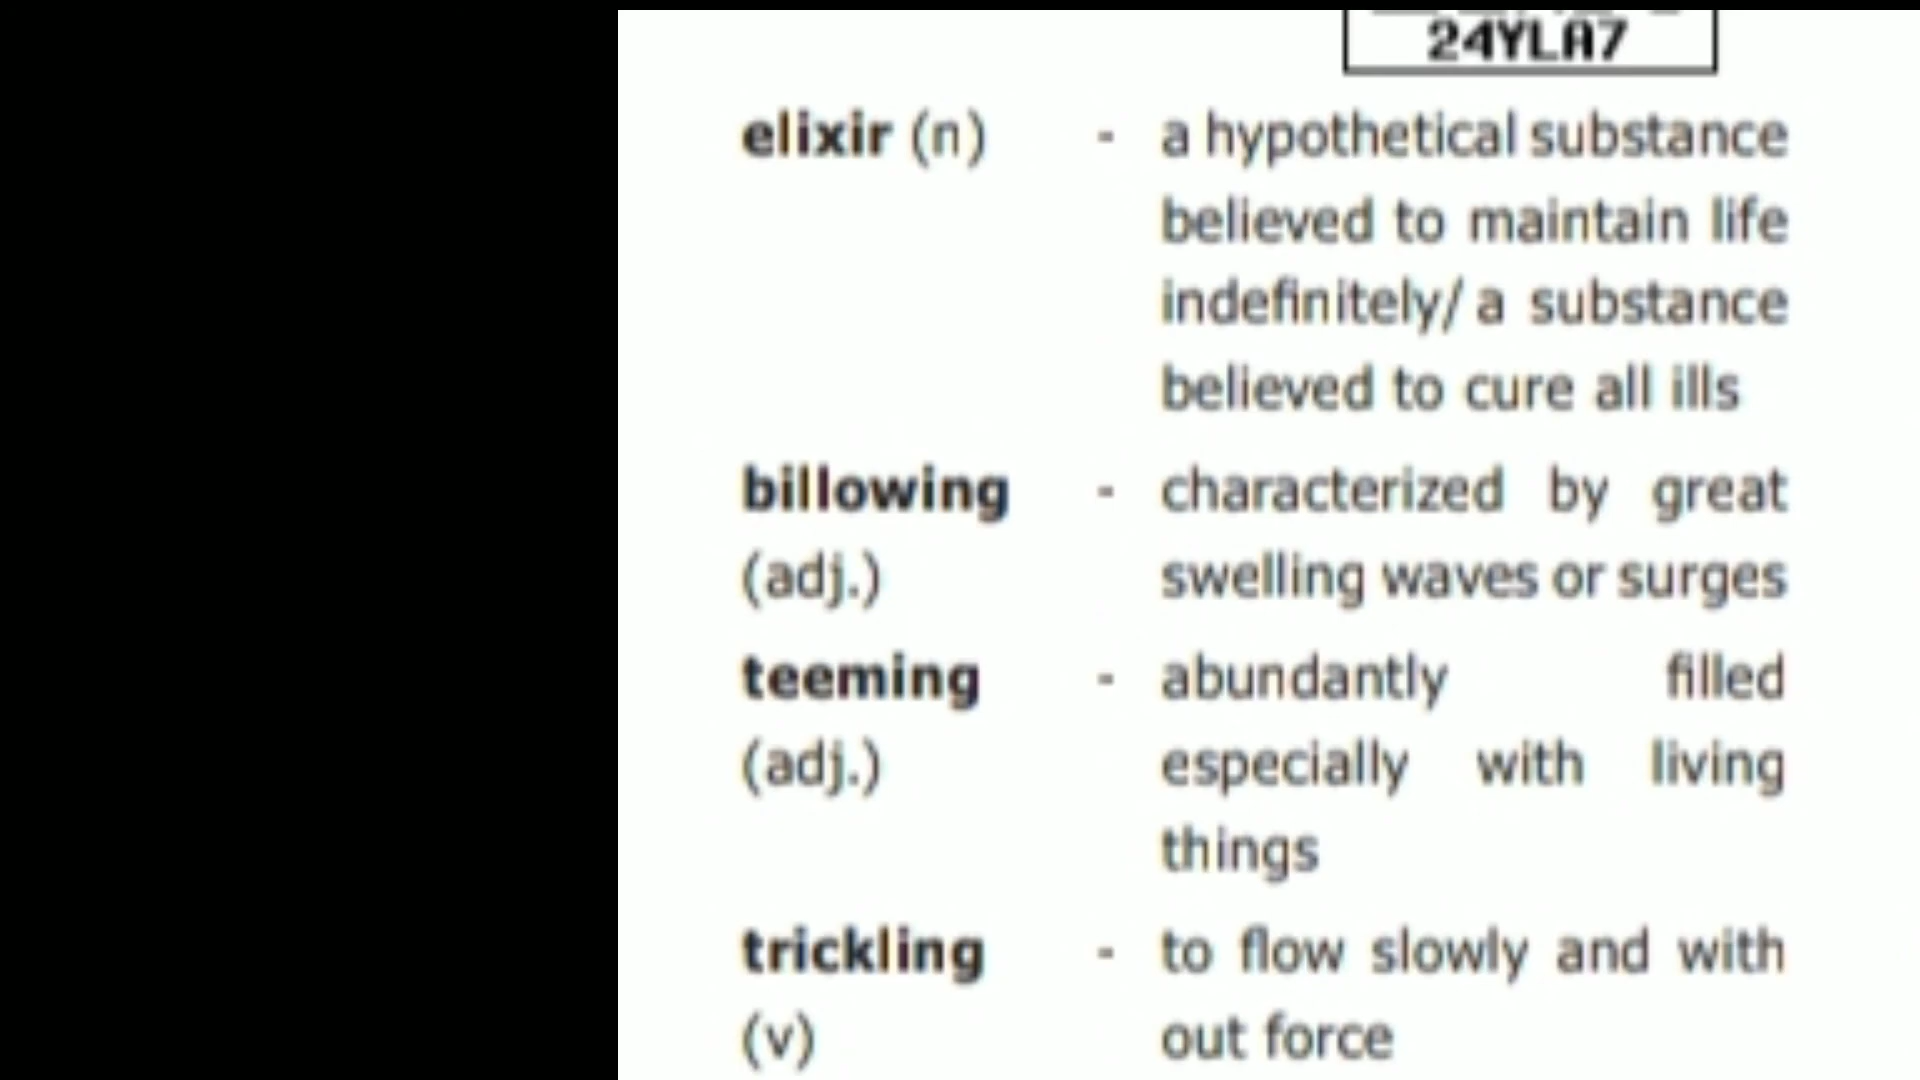 24YLA7
elixir (n) - a hypothetical substance
believed to maintain life
indefinitely/ a substance
believed to cure all ills
billowing - characterized by great
(adj.) swelling waves or surges
teeming - abundantly filled
(adj.) especially with living
things
trickling - to flow slowly and with
(v) out force